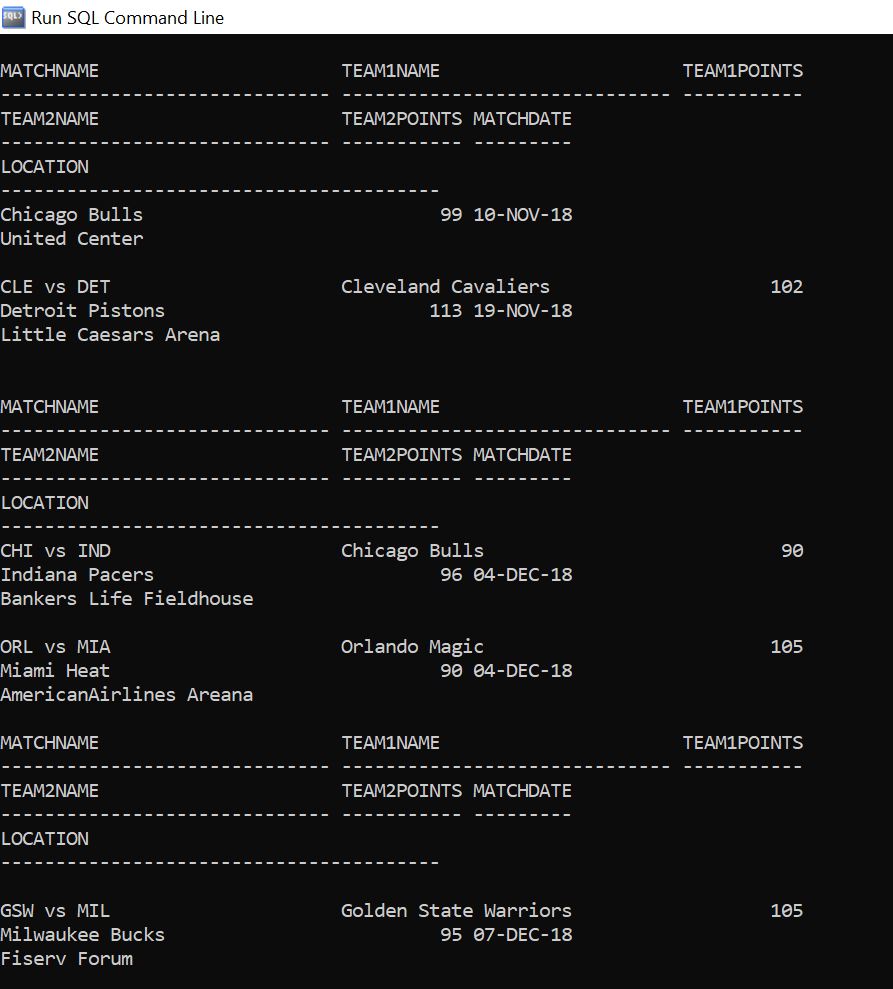 Run SQL Command Line
MATCHNAME TEAM1NAME TEAM1POINTS
------------------------------ ------------------------------ -----------
TEAM2NAME TEAM2POINTS MATCHDATE
------------------------------ ----------- ---------
LOCATION
----------------------------------------
Chicago Bulls 99 10-NOV-18
United Center
CLE vs DET Cleveland Cavaliers 102
Detroit Pistons 113 19-NOV-18
Little Caesars Arena
MATCHNAME TEAM1NAME TEAM1POINTS
------------------------------ ------------------------------ -----------
TEAM2NAME TEAM2POINTS MATCHDATE
------------------------------ ----------- ---------
LOCATION
----------------------------------------
CHI vs IND Chicago Bulls 90
Indiana Pacers 96 04-DEC-18
Bankers Life Fieldhouse
ORL vs MIA Orlando Magic 105
Miami Heat 90 04-DEC-18
AmericanAirlines Areana
MATCHNAME TEAM1NAME TEAM1POINTS
------------------------------ ------------------------------ -----------
TEAM2NAME TEAM2POINTS MATCHDATE
------------------------------ ----------- ---------
LOCATION
----------------------------------------
GSW vs MIL Golden State Warriors 105
Milwaukee Bucks 95 07-DEC-18
Fiserv Forum